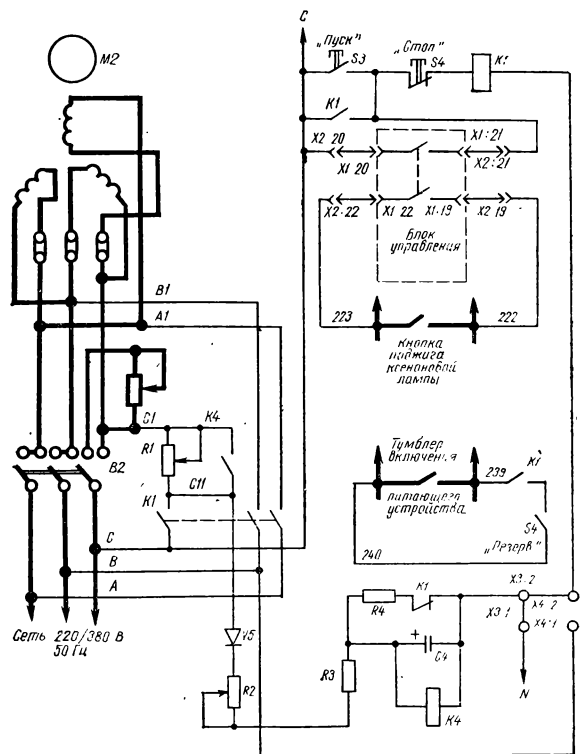 C
„Пуск"
„Стоп"
S3
S4
K1
M2
K1
X2·20
X1·21
X1·20
X2:21
X2·22
X1·22
X1·19
X2·19
Блок
управления
B1
A1
223
222
Кнопка
поджига
ксеноновой
лампы
C1
K4
R1
B2
C11
K1
Тумблер
включения
239
K1
питающего
устройства
S4
„Резерв"
240
C
B
A
Сеть 220/380 В
50 Гц
V5
R2
R4
K1
X3·2
X3·1
X4·2
X4·1
+
C4
R3
K4
N